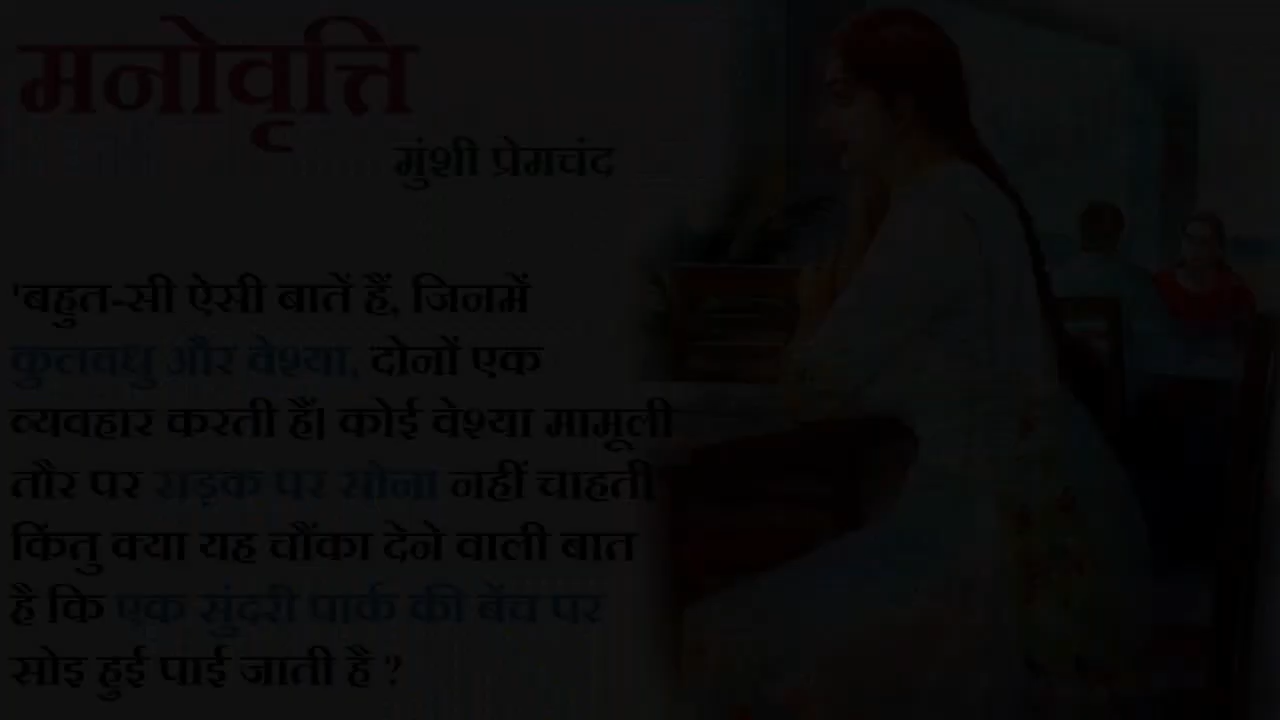 मनोवृत्ति
मुंशी प्रेमचंद
'बहुत-सी ऐसी बातें हैं, जिनमें
कुलवधु और वेश्या, दोनों एक
व्यवहार करती हैं| कोई वेश्या मामूली
तौर पर सड़क पर सोना नहीं चाहती
किंतु क्या यह चौंका देने वाली बात
है कि एक सुंदरी पार्क की बेंच पर
सोइ हुई पाई जाती है ?